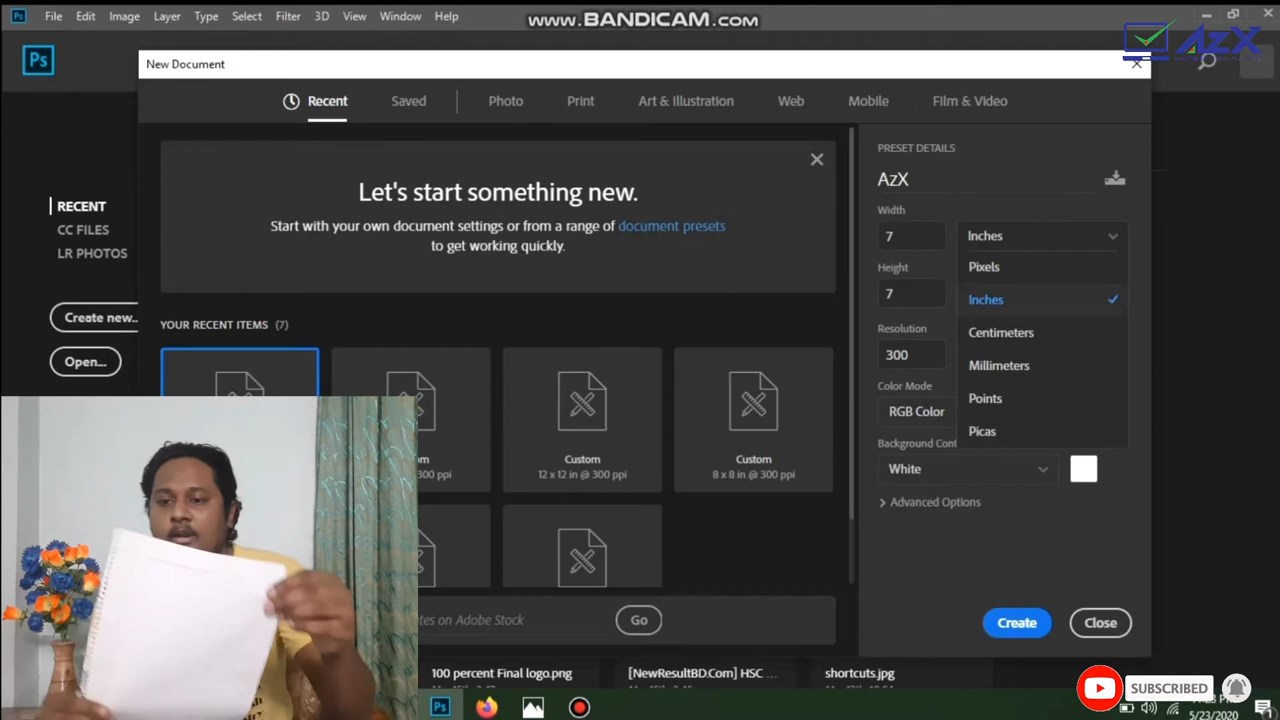 File Edit Image Layer Type Select Filter 3D View Window Help
www.BANDICAM.com
AzX
Ps
New Document
Recent Saved Photo Print Art & Illustration Web Mobile Film & Video
Let's start something new.
Start with your own document settings or from a range of document presets
to get working quickly.
RECENT
CC FILES
LR PHOTOS
Create new..
Open...
YOUR RECENT ITEMS (7)
300 ppi
Custom
12 x 12 in @ 300 ppi
Custom
8 x 8 in @ 300 ppi
on Adobe Stock
Go
PRESET DETAILS
AzX
Width
7 Inches
Pixels
Inches
Centimeters
Millimeters
Points
Picas
Height
7
Resolution
300
Color Mode
RGB Color
Background Cont
White
Advanced Options
Create Close
100 percent Final logo.png
[NewResultBD.Com] HSC ...
shortcuts.jpg
SUBSCRIBED
5/23/2020